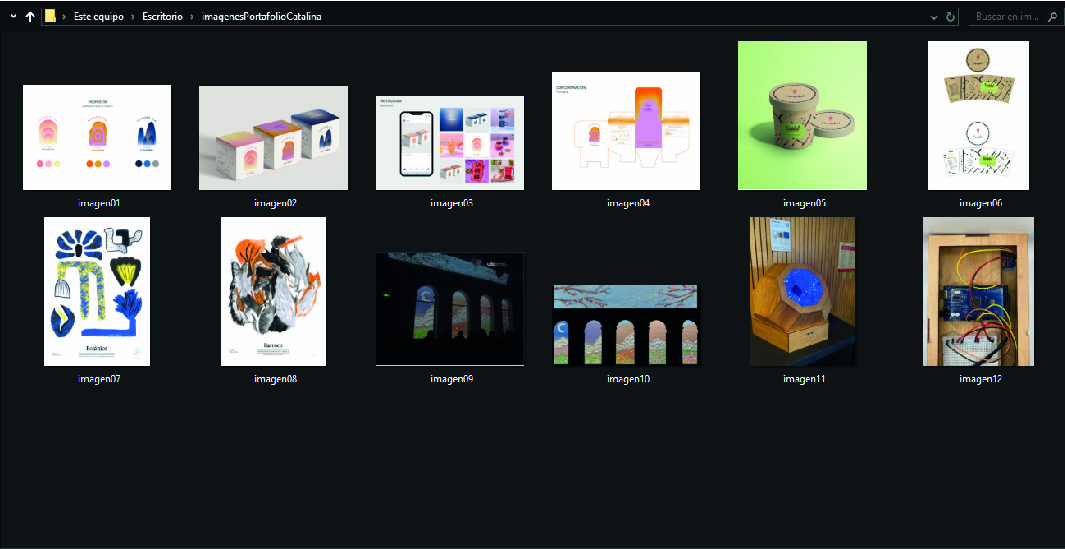 Este equipo > Escritorio > imagenesPortafolioCatalina
Buscar en im...
imagen01
imagen02
imagen03
imagen04
imagen05
imagen06
imagen07
imagen08
imagen09
imagen10
imagen11
imagen12